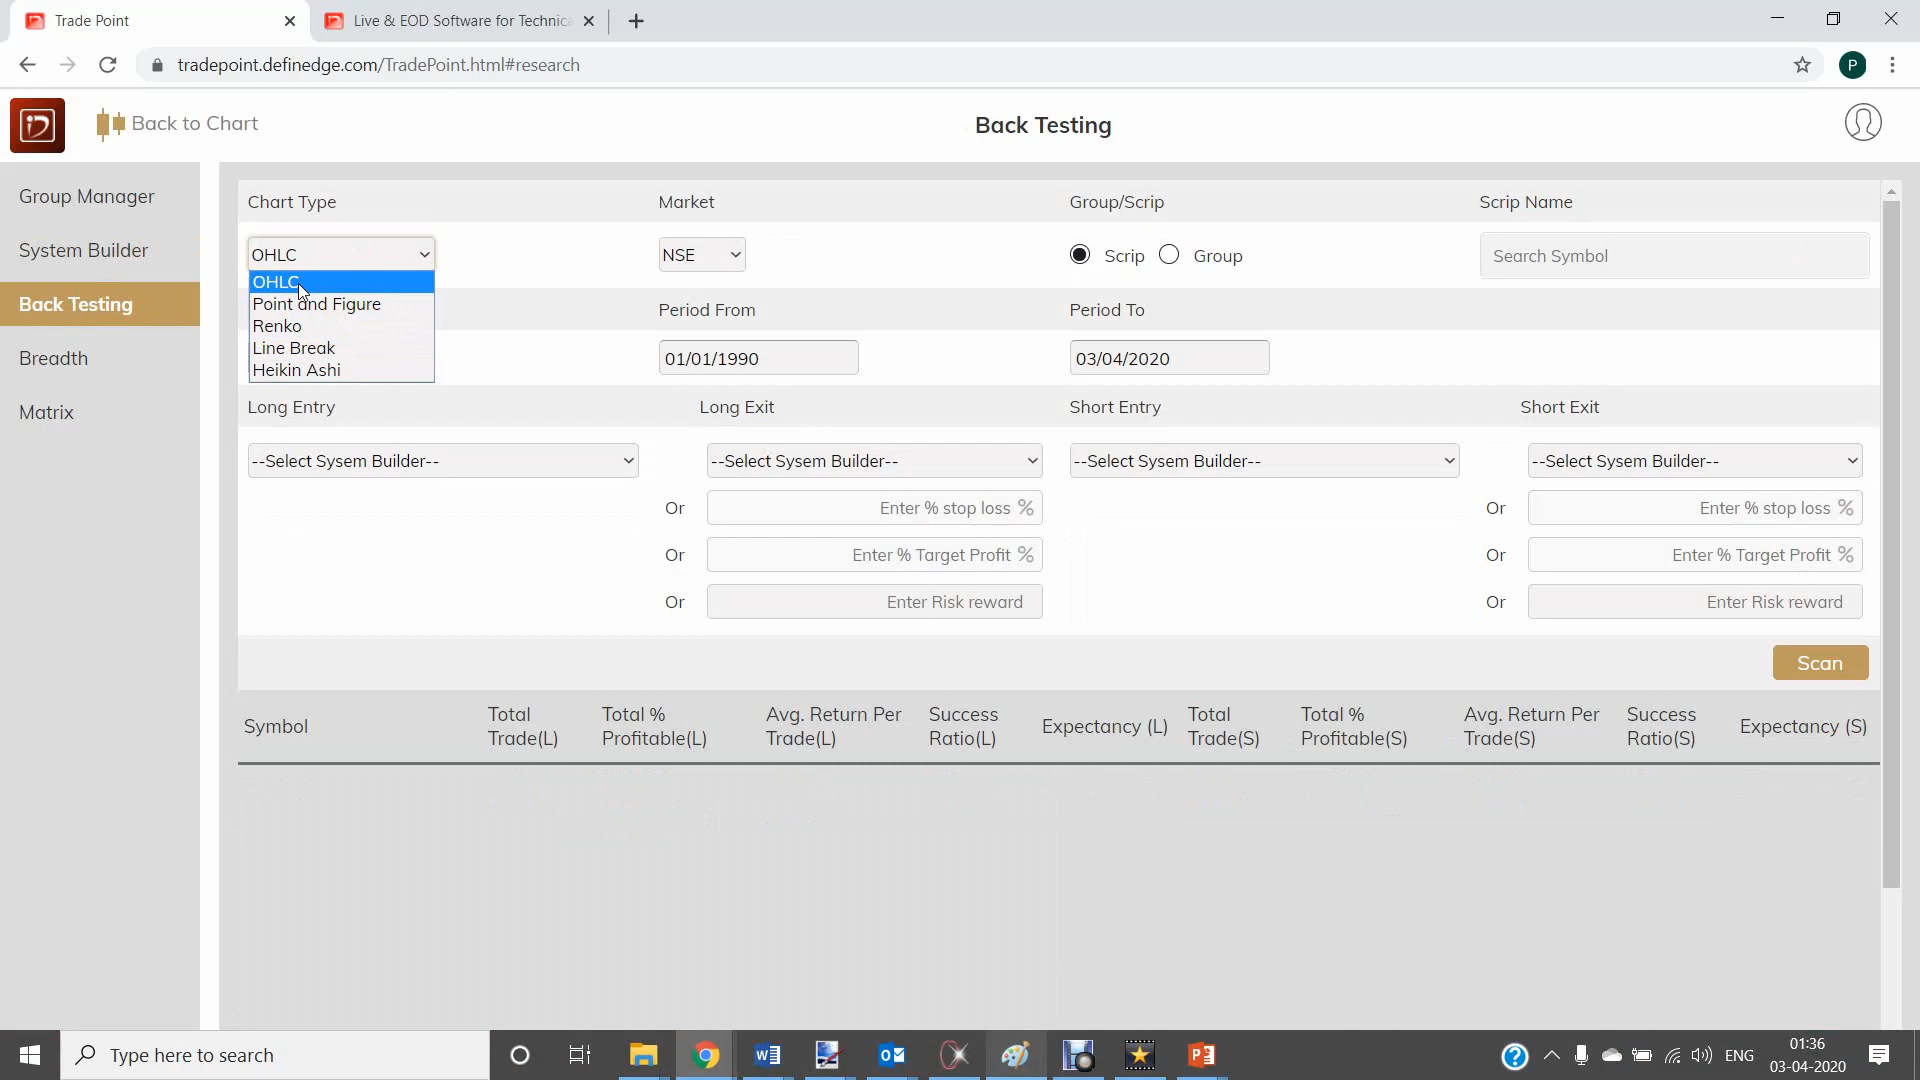 Trade Point
Live & EOD Software for Technica
tradepoint.definedge.com/TradePoint.html#research
P
Back to Chart
Back Testing
Group Manager
System Builder
Back Testing
Breadth
Matrix
Chart Type
Market
Group/Scrip
Scrip Name
OHLC
NSE
Scrip
Group
Search Symbol
OHLC
Point and Figure
Renko
Line Break
Heikin Ashi
Period From
Period To
01/01/1990
03/04/2020
Long Entry
Long Exit
Short Entry
Short Exit
--Select Sysem Builder--
--Select Sysem Builder--
--Select Sysem Builder--
--Select Sysem Builder--
Or
Enter % stop loss %
Or
Enter % stop loss %
Or
Enter % Target Profit %
Or
Enter % Target Profit %
Or
Enter Risk reward
Or
Enter Risk reward
Scan
Symbol
Total
Trade(L)
Total %
Profitable(L)
Avg. Return Per
Trade(L)
Success
Ratio(L)
Expectancy (L)
Total
Trade(S)
Total %
Profitable(S)
Avg. Return Per
Trade(S)
Success
Ratio(S)
Expectancy (S)
Type here to search
ENG
01:36
03-04-2020